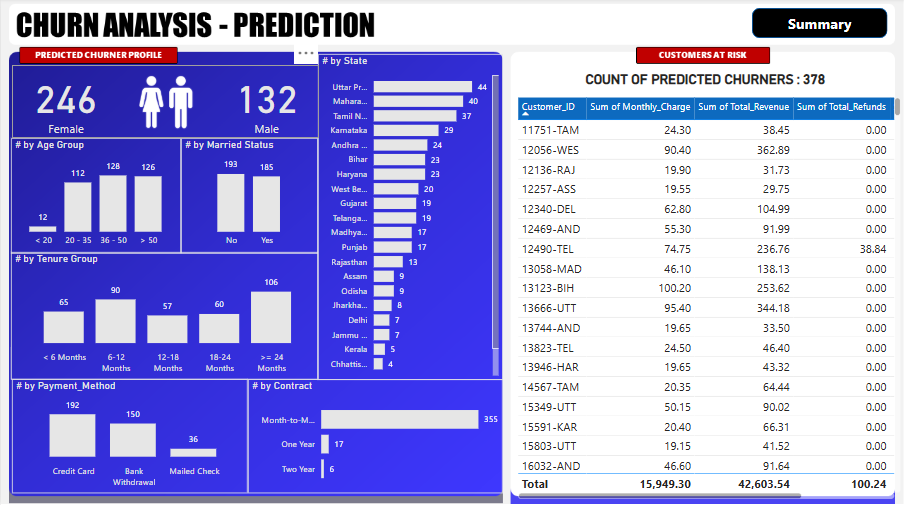 CHURN ANALYSIS - PREDICTION
Summary
PREDICTED CHURNER PROFILE
246
Female
132
Male
# by Age Group
12
112
128
126
< 20
20 - 35
36 - 50
> 50
# by Married Status
193
185
No
Yes
# by Tenure Group
65
90
57
60
106
< 6 Months
6-12
Months
12-18
Months
18-24
Months
>= 24
Months
# by Payment_Method
192
150
36
Credit Card
Bank
Withdrawal
Mailed Check
# by State
Uttar Pr... 44
Mahara... 40
Tamil N... 37
Karnataka 29
Andhra ... 24
Bihar 23
Haryana 23
West Be... 20
Gujarat 19
Telanga... 19
Madhya... 17
Punjab 17
Rajasthan 13
Assam 9
Odisha 9
Jharkha... 8
Delhi 7
Jammu ... 7
Kerala 5
Chhattis... 4
# by Contract
Month-to-M... 355
One Year 17
Two Year 6
CUSTOMERS AT RISK
COUNT OF PREDICTED CHURNERS : 378
Customer_ID Sum of Monthly_Charge Sum of Total_Revenue Sum of Total_Refunds
11751-TAM 24.30 38.45 0.00
12056-WES 90.40 362.89 0.00
12136-RAJ 19.90 31.73 0.00
12257-ASS 19.55 29.75 0.00
12340-DEL 62.80 104.99 0.00
12469-AND 55.30 91.99 0.00
12490-TEL 74.75 236.76 38.84
13058-MAD 46.10 138.13 0.00
13123-BIH 100.20 253.62 0.00
13666-UTT 95.40 344.18 0.00
13744-AND 19.65 33.50 0.00
13823-TEL 24.50 46.40 0.00
13946-HAR 19.65 43.32 0.00
14567-TAM 20.35 64.44 0.00
15349-UTT 50.15 90.02 0.00
15591-KAR 20.40 66.31 0.00
15803-UTT 19.15 41.52 0.00
16032-AND 46.60 91.64 0.00
Total 15,949.30 42,603.54 100.24